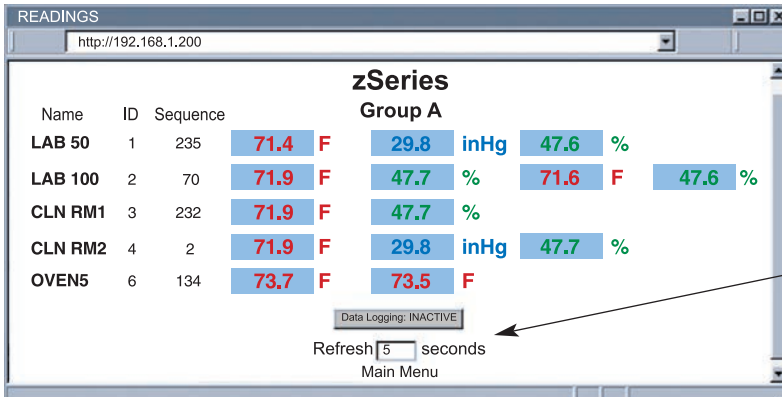 READINGS
http://192.168.1.200
zSeries
Group A
Name ID Sequence
LAB 50 1 235 71.4 F 29.8 inHg 47.6 %
LAB 100 2 70 71.9 F 47.7 % 71.6 F 47.6 %
CLN RM1 3 232 71.9 F 47.7 %
CLN RM2 4 2 71.9 F 29.8 inHg 47.7 %
OVEN5 6 134 73.7 F 73.5 F
Data Logging: INACTIVE
Refresh 5 seconds
Main Menu